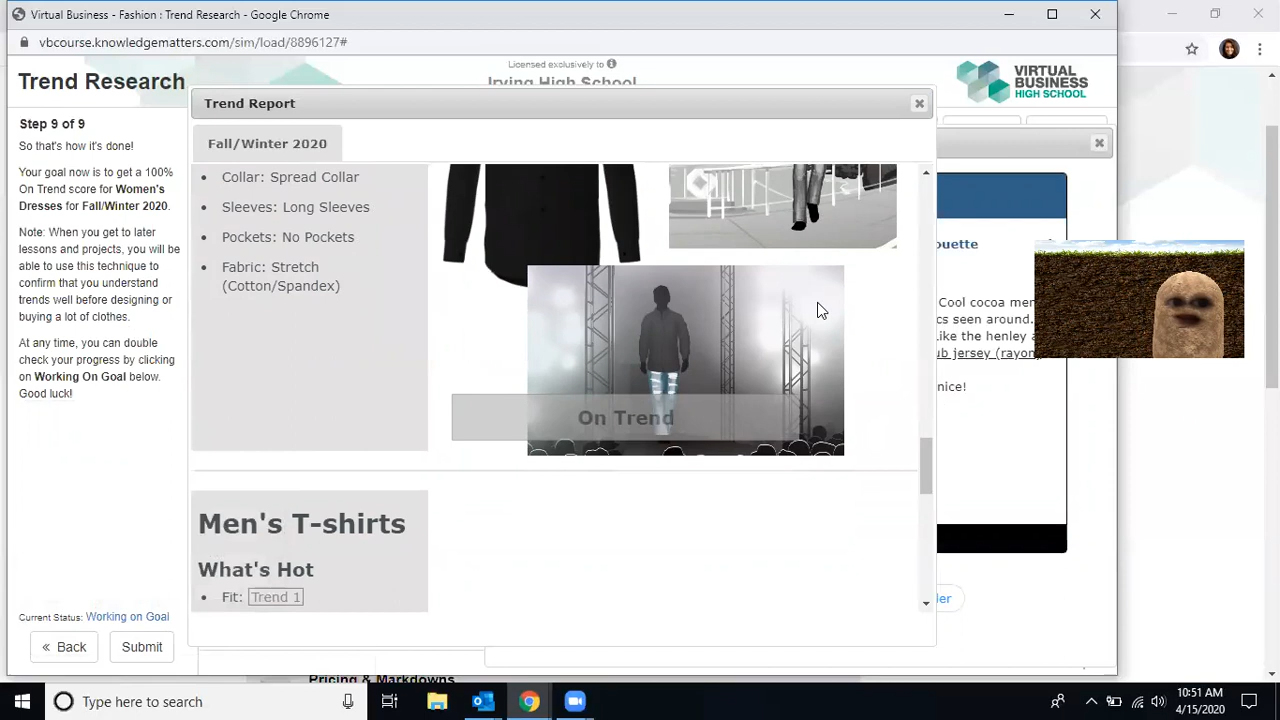 Virtual Business - Fashion : Trend Research - Google Chrome
vbcourse.knowledgematters.com/sim/load/8896127#
Trend Research
Licensed exclusively to
Irving High School
VIRTUAL
BUSINESS
HIGH SCHOOL
Trend Report
Fall/Winter 2020
Step 9 of 9
So that's how it's done!
Your goal now is to get a 100%
On Trend score for Women's
Dresses for Fall/Winter 2020.
Note: When you get to later
lessons and projects, you will be
able to use this technique to
confirm that you understand
trends well before designing or
buying a lot of clothes.
At any time, you can double
check your progress by clicking
on Working On Goal below.
Good luck!
Current Status: Working on Goal
« Back
Submit
• Collar: Spread Collar
• Sleeves: Long Sleeves
• Pockets: No Pockets
• Fabric: Stretch
(Cotton/Spandex)
On Trend
Men's T-shirts
What's Hot
• Fit: Trend 1
Cool cocoa
seen around.
ike the henley
jersey (rayon)
nice!
Pricing & Markdowns
Type here to search
10:51 AM
4/15/2020